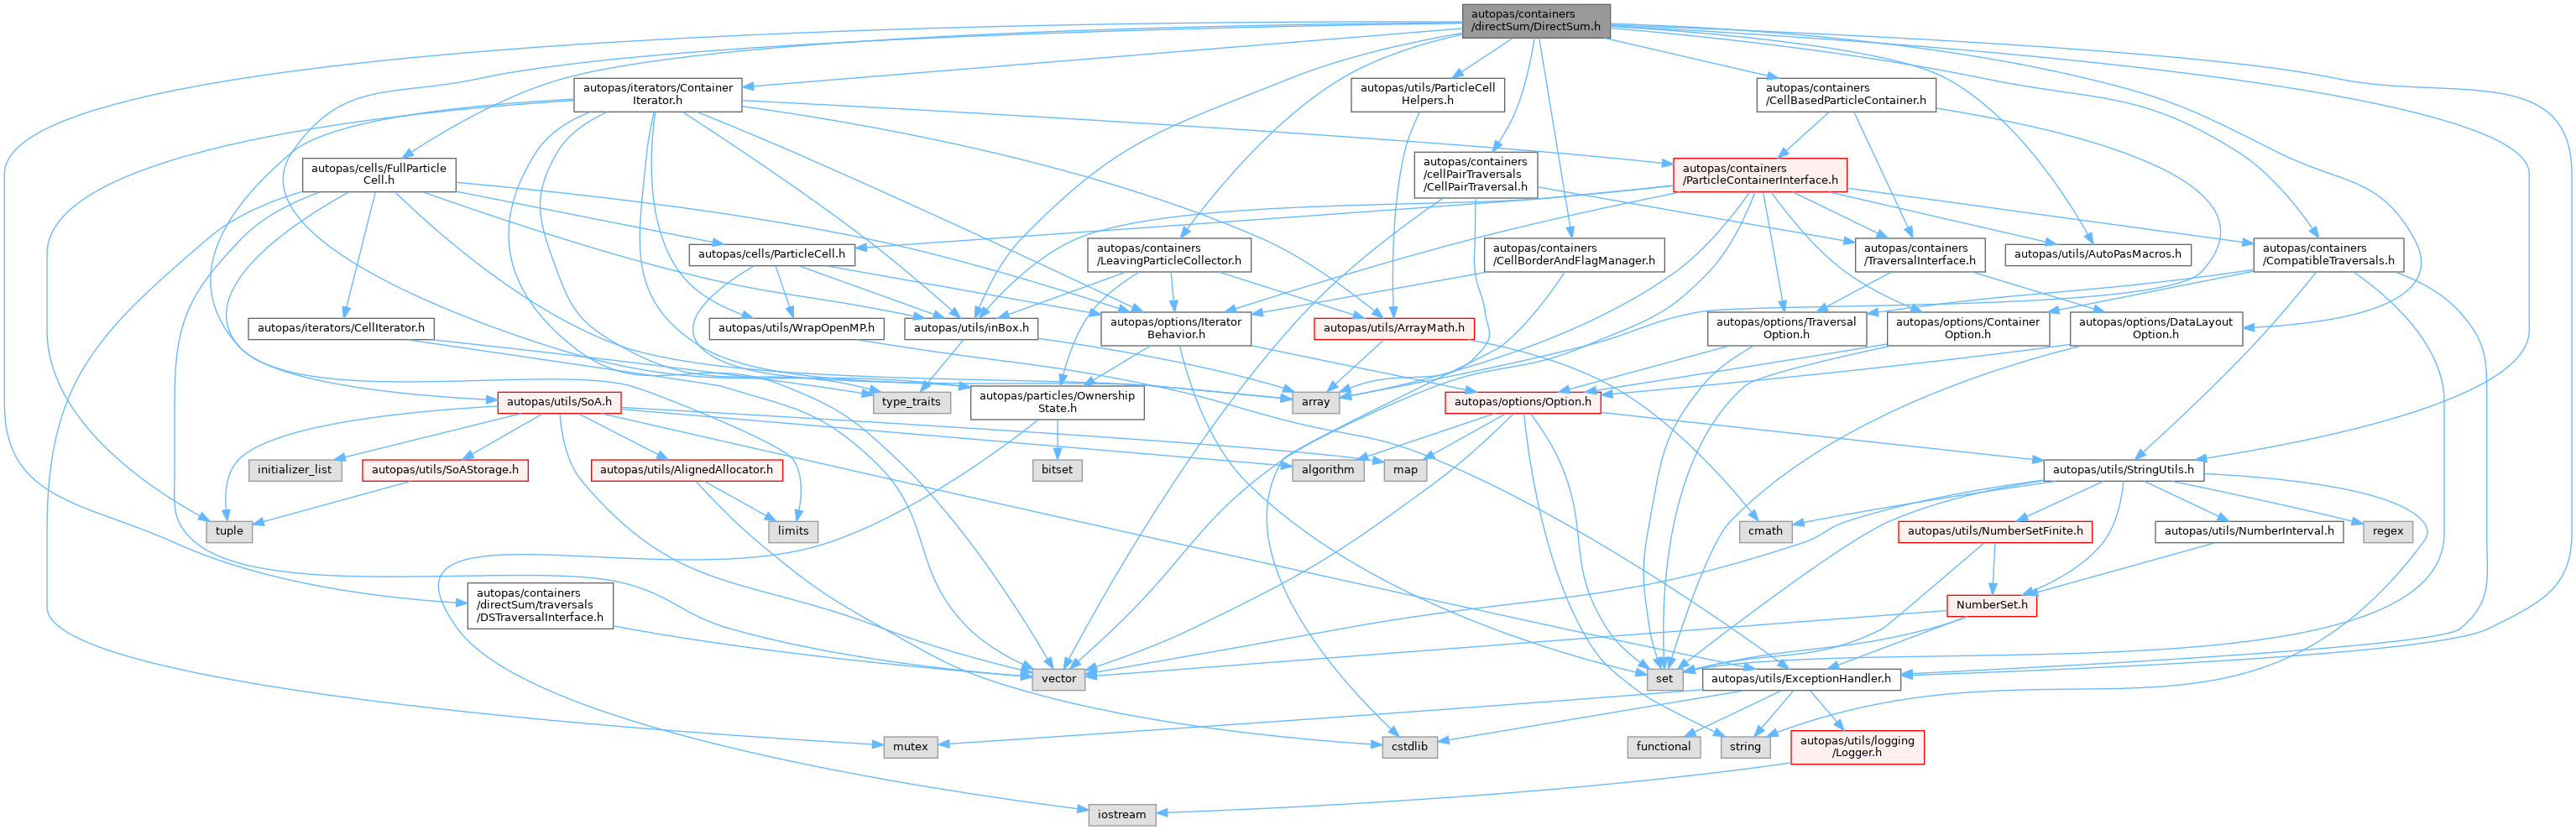 autopas/containers
/directSum/DirectSum.h
autopas/iterators/Container
Iterator.h
autopas/utils/ParticleCell
Helpers.h
autopas/containers
/CellBasedParticleContainer.h
autopas/cells/FullParticle
Cell.h
autopas/containers
/cellPairTraversals
/CellPairTraversal.h
autopas/containers
/ParticleContainerInterface.h
autopas/cells/ParticleCell.h
autopas/containers
/LeavingParticleCollector.h
autopas/containers
/CellBorderAndFlagManager.h
autopas/containers
/TraversalInterface.h
autopas/utils/AutoPasMacros.h
autopas/containers
/CompatibleTraversals.h
autopas/iterators/CellIterator.h
autopas/utils/WrapOpenMP.h
autopas/utils/inBox.h
autopas/options/Iterator
Behavior.h
autopas/utils/ArrayMath.h
autopas/options/Traversal
Option.h
autopas/options/Container
Option.h
autopas/options/DataLayout
Option.h
autopas/utils/SoA.h
type_traits
autopas/particles/Ownership
State.h
array
autopas/options/Option.h
initializer_list
autopas/utils/SoAStorage.h
autopas/utils/AlignedAllocator.h
bitset
algorithm
map
autopas/utils/StringUtils.h
tuple
limits
cmath
autopas/utils/NumberSetFinite.h
autopas/utils/NumberInterval.h
regex
autopas/containers
/directSum/traversals
/DSTraversalInterface.h
NumberSet.h
vector
set
autopas/utils/ExceptionHandler.h
mutex
cstdlib
functional
string
autopas/utils/logging
/Logger.h
iostream